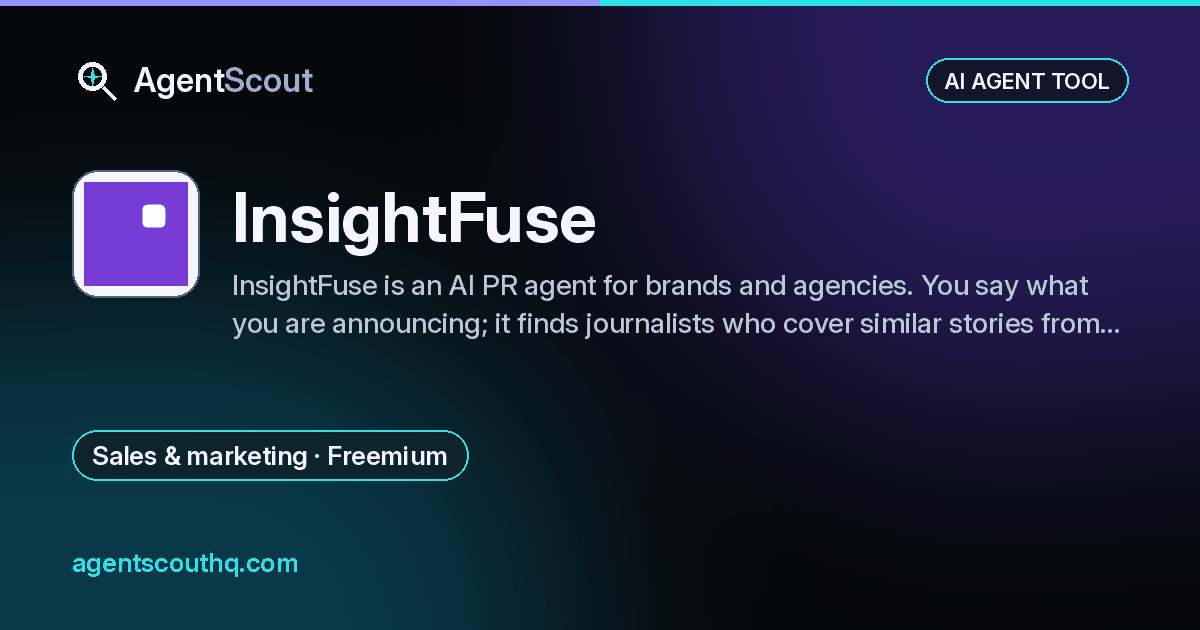 AgentScout
AI AGENT TOOL
InsightFuse
InsightFuse is an AI PR agent for brands and agencies. You say what
you are announcing; it finds journalists who cover similar stories from...
Sales & marketing · Freemium
agentscouthq.com